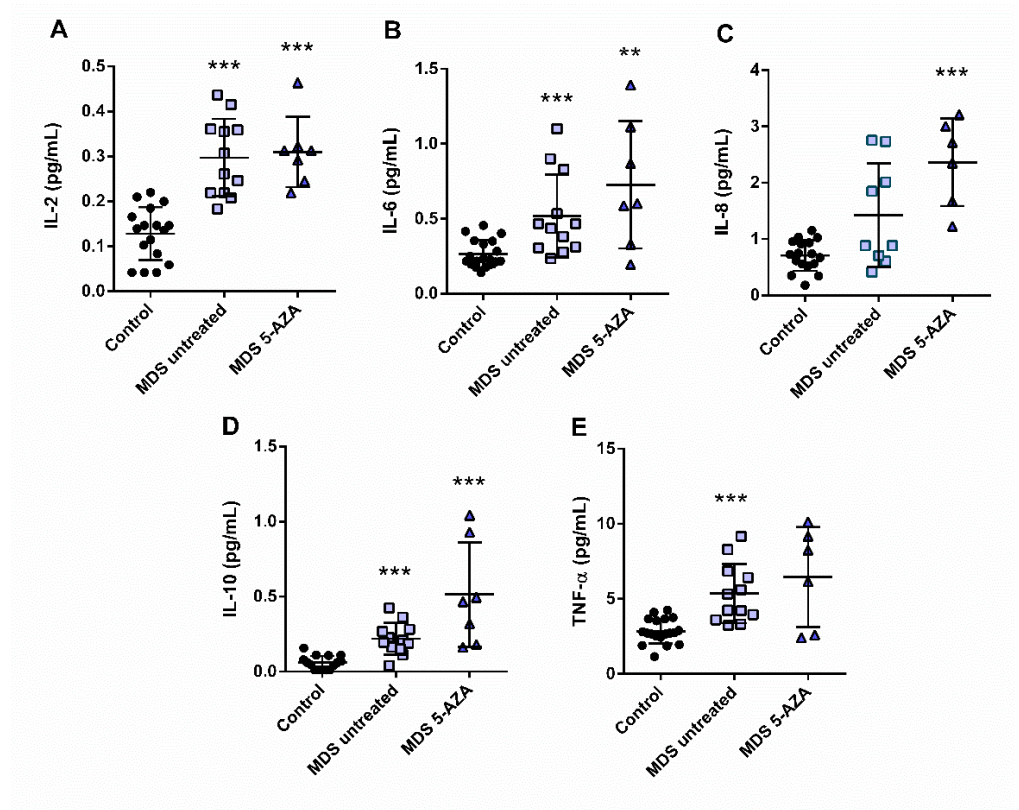 A
IL-2 (pg/mL)
0.5
0.4
0.3
0.2
0.1
0.0
***
***
Control
MDS untreated
MDS 5-AZA
B
IL-6 (pg/mL)
1.5
1.0
0.5
0.0
***
**
Control
MDS untreated
MDS 5-AZA
C
IL-8 (pg/mL)
4
3
2
1
0
***
Control
MDS untreated
MDS 5-AZA
D
IL-10 (pg/mL)
1.5
1.0
0.5
0.0
***
***
Control
MDS untreated
MDS 5-AZA
E
TNF-α (pg/mL)
15
10
5
0
***
Control
MDS untreated
MDS 5-AZA